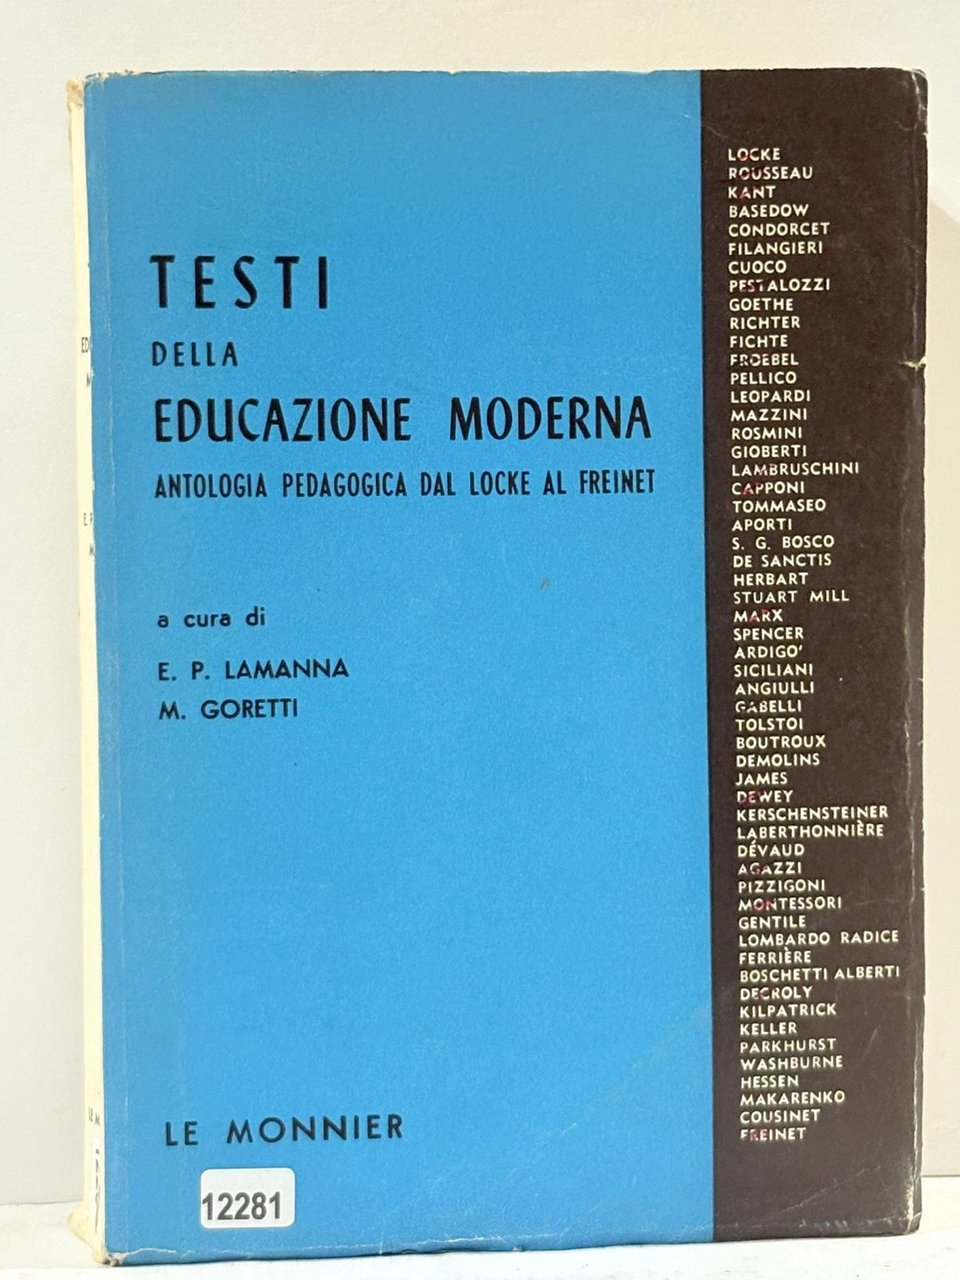 TESTI
DELLA
EDUCAZIONE MODERNA
ANTOLOGIA PEDAGOGICA DAL LOCKE AL FREINET
a cura di
E. P. LAMANNA
M. GORETTI
LE MONNIER
12281
LOCKE
ROUSSEAU
KANT
BASEDOW
CONDORCET
FILANGIERI
CUOCO
PESTALOZZI
GOETHE
RICHTER
FICHTE
FROEBEL
PELLICO
LEOPARDI
MAZZINI
ROSMINI
GIOBERTI
LAMBRUSCHINI
CAPPONI
TOMMASEO
APORTI
S. G. BOSCO
DE SANCTIS
HERBART
STUART MILL
MARX
SPENCER
ARDIGO'
SICILIANI
ANGIULLI
GABELLI
TOLSTOI
BOUTROUX
DEMOLINS
JAMES
DEWEY
KERSCHENSTEINER
LABERTHONNIÈRE
DÉVAUD
AGAZZI
PIZZIGONI
MONTESSORI
GENTILE
LOMBARDO RADICE
FERRIÈRE
BOSCHETTI ALBERTI
DECROLY
KILPATRICK
KELLER
PARKHURST
WASHBURNE
HESSEN
MAKARENKO
COUSINET
FREINET